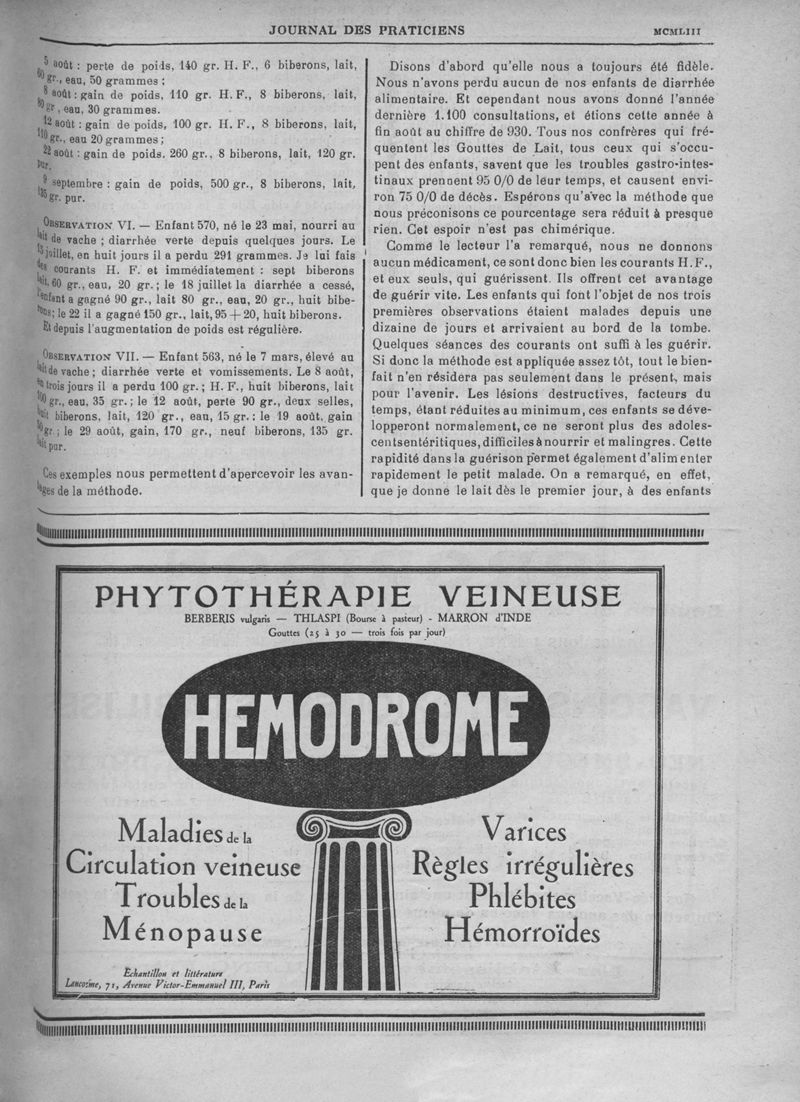 JOURNAL DES PRATICIENS
MCMLIII
5 août : perte de poids, 140 gr. H. F., 6 biberons, lait,
60 gr., eau, 50 grammes ;
8 août : gain de poids, 110 gr. H. F., 8 biberons, lait,
80 gr, eau, 30 grammes.
12 août : gain de poids, 100 gr. H. F., 8 biberons, lait,
110 gr., eau 20 grammes ;
22 août : gain de poids. 260 gr., 8 biberons, lait, 120 gr.
pur.
9 septembre : gain de poids, 500 gr., 8 biberons, lait,
135 gr. pur.
OBSERVATION VI. — Enfant 570, né le 23 mai, nourri au
lait de vache ; diarrhée verte depuis quelques jours. Le
13 juillet, en huit jours il a perdu 291 grammes. Je lui fais
des courants H. F. et immédiatement : sept biberons
lait, 60 gr., eau, 20 gr. ; le 18 juillet la diarrhée a cessé,
l'enfant a gagné 90 gr., lait 80 gr., eau, 20 gr., huit bibe-
rons ; le 22 il a gagné 150 gr., lait, 95 + 20, huit biberons.
Et depuis l'augmentation de poids est régulière.
OBSERVATION VII. — Enfant 563, né le 7 mars, élevé au
lait de vache ; diarrhée verte et vomissements. Le 8 août,
en trois jours il a perdu 100 gr. ; H. F., huit biberons, lait
100 gr., eau, 35 gr. ; le 12 août, perte 90 gr., deux selles,
huit biberons, lait, 120 gr., eau, 15 gr. : le 19 août, gain
gr. ; le 29 août, gain, 170 gr., neuf biberons, 135 gr.
lait pur.
Ces exemples nous permettent d'apercevoir les avan-
tages de la méthode.
Disons d'abord qu'elle nous a toujours été fidèle.
Nous n'avons perdu aucun de nos enfants de diarrhée
alimentaire. Et cependant nous avons donné l'année
dernière 1.100 consultations, et étions cette année à
fin août au chiffre de 930. Tous nos confrères qui fré-
quentent les Gouttes de Lait, tous ceux qui s'occu-
pent des enfants, savent que les troubles gastro-intes-
tinaux prennent 95 0/0 de leur temps, et causent envi-
ron 75 0/0 de décès. Espérons qu'avec la méthode que
nous préconisons ce pourcentage sera réduit à presque
rien. Cet espoir n'est pas chimérique.
Comme le lecteur l'a remarqué, nous ne donnons
aucun médicament, ce sont donc bien les courants H.F.,
et eux seuls, qui guérissent. Ils offrent cet avantage
de guérir vite. Les enfants qui font l'objet de nos trois
premières observations étaient malades depuis une
dizaine de jours et arrivaient au bord de la tombe.
Quelques séances des courants ont suffi à les guérir.
Si donc la méthode est appliquée assez tôt, tout le bien-
fait n'en résidera pas seulement dans le présent, mais
pour l'avenir. Les lésions destructives, facteurs du
temps, étant réduites au minimum, ces enfants se déve-
lopperont normalement, ce ne seront plus des adoles-
cents entéritiques, difficiles à nourrir et malingres. Cette
rapidité dans la guérison permet également d'alimenter
rapidement le petit malade. On a remarqué, en effet,
que je donne le lait dès le premier jour, à des enfants
PHYTOTHÉRAPIE VEINEUSE
BERBERIS vulgaris — THLASPI (Bourse à pasteur) - MARRON d'INDE
Gouttes (25 à 30 — trois fois par jour)
HEMODROME
Maladies de la
Circulation veineuse
Troubles de la
Ménopause
Varices
Règles irrégulières
Phlébites
Hémorroïdes
Echantillon et littérature
Lancosme, 71, Avenue Victor-Emmanuel III, Paris